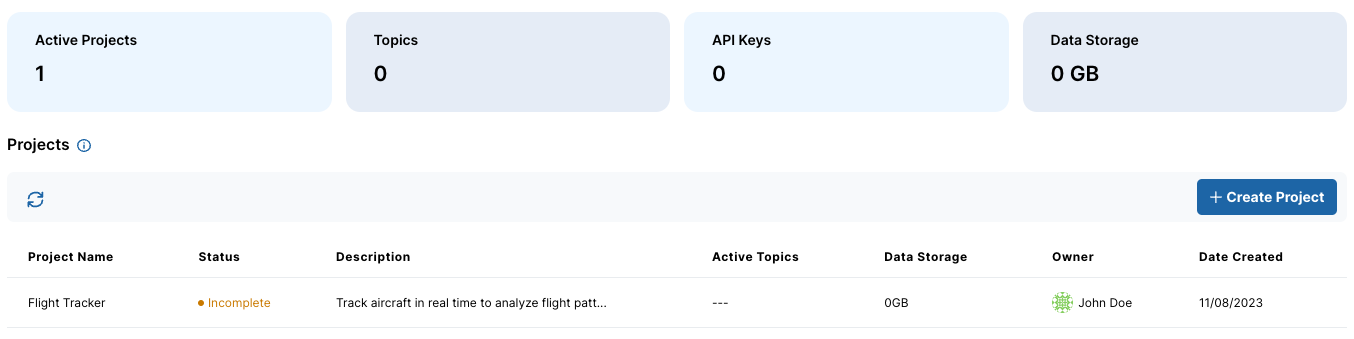 Active Projects
1
Topics
0
API Keys
0
Data Storage
0 GB
Projects
+ Create Project
Project Name Status Description Active Topics Data Storage Owner Date Created
Flight Tracker Incomplete Track aircraft in real time to analyze flight patt... --- 0GB John Doe 11/08/2023